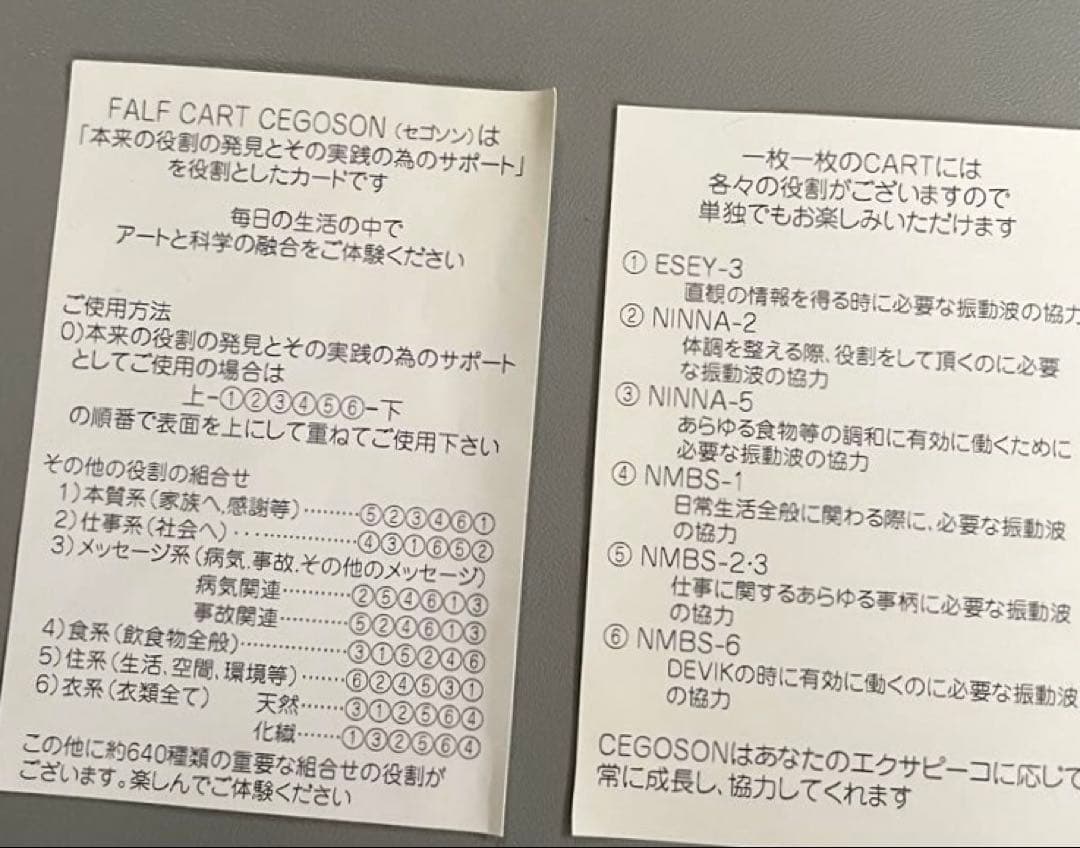 FALF CART CEGOSON(セゴソン)は
「本来の役割の発見とその実践の為のサポート」
を役割としたカードです
毎日の生活の中で
アートと科学の融合をご体験ください
ご使用方法
0)本来の役割の発見とその実践の為のサポート
としてご使用の場合は
上-①②③④⑤⑥-下
の順番で表面を上にして重ねてご使用下さい
その他の役割の組合せ
1)本質系(家族へ,感謝等)………⑤②③④⑥①
2)仕事系(社会へ)……………④③①⑥⑤②
3)メッセージ系(病気.事故.その他のメッセージ)
病気関連………②⑤④⑥①③
事故関連………⑤②④⑥①③
4)食系(飲食物全般)…………③①⑤②④⑥
5)住系(生活,空間,環境等)……⑥②④⑤③①
6)衣系(衣類全て) 天然……③①②⑤⑥④
化繊……①③②⑤⑥④
この他に約640種類の重要な組合せの役割が
ございます。楽しんでご体験ください
一枚一枚のCARTには
各々の役割がございますので
単独でもお楽しみいただけます
① ESEY-3
直観の情報を得る時に必要な振動波の協力
② NINNA-2
体調を整える際、役割をして頂くのに必要
な振動波の協力
③ NINNA-5
あらゆる食物等の調和に有効に働くために
必要な振動波の協力
④ NMBS-1
日常生活全般に関わる際に、必要な振動波
の協力
⑤ NMBS-2・3
仕事に関するあらゆる事柄に必要な振動波
の協力
⑥ NMBS-6
DEVIKの時に有効に働くのに必要な振動波
の協力
CEGOSONはあなたのエクサピーコに応じて
常に成長し、協力してくれます